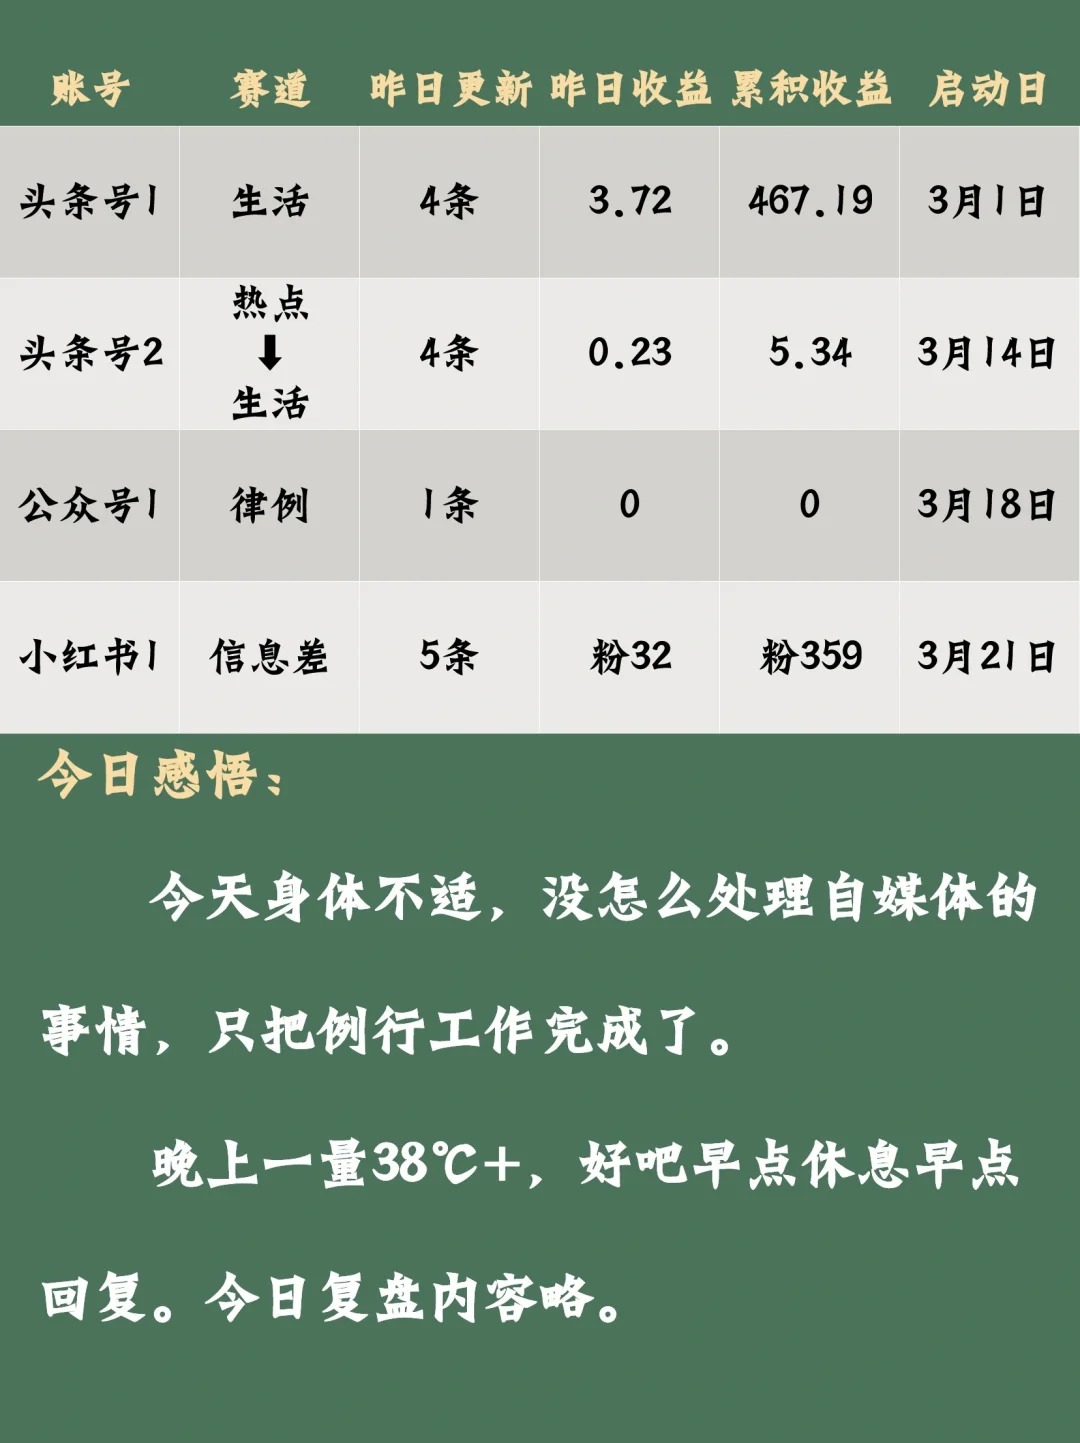 账号 赛道 昨日更新 昨日收益 累积收益 启动日
头条号1 生活 4条 3.72 467.19 3月1日
热点
头条号2 ⬇ 4条 0.23 5.34 3月14日
生活
公众号1 律例 1条 0 0 3月18日
小红书1 信息差 5条 粉32 粉359 3月21日
今日感悟：
今天身体不适，没怎么处理自媒体的
事情，只把例行工作完成了。
晚上一量38℃+，好吧早点休息早点
回复。今日复盘内容略。